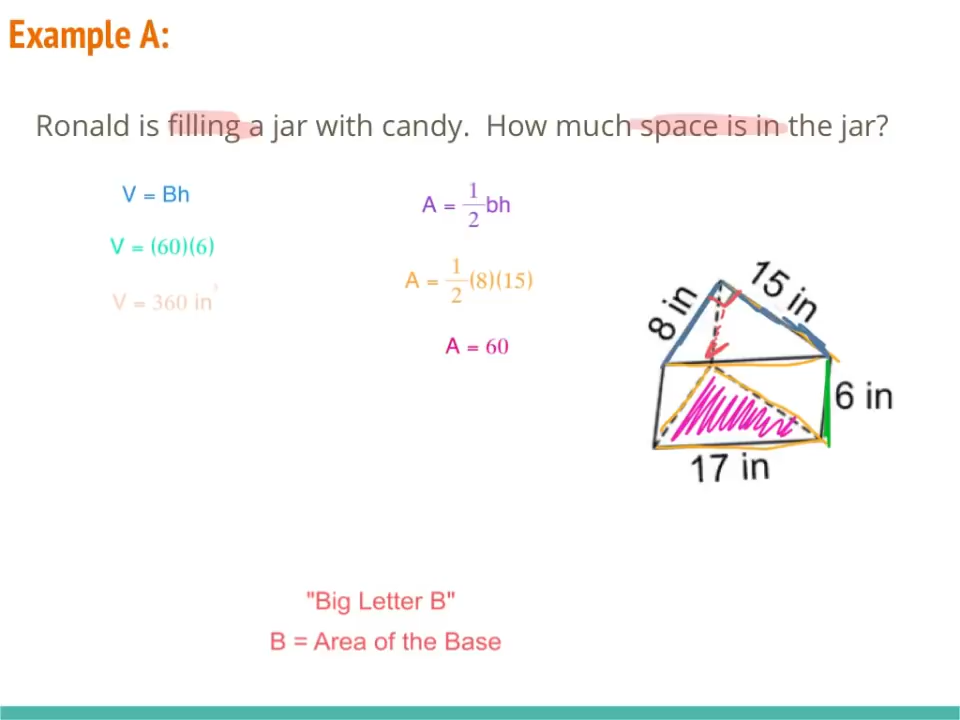 Example A:
Ronald is filling a jar with candy. How much space is in the jar?
V = Bh
V = (60)(6)
V = 360 in³
A = 1/2 bh
A = 1/2 (8)(15)
A = 60
8 in
15 in
6 in
17 in
"Big Letter B"
B = Area of the Base